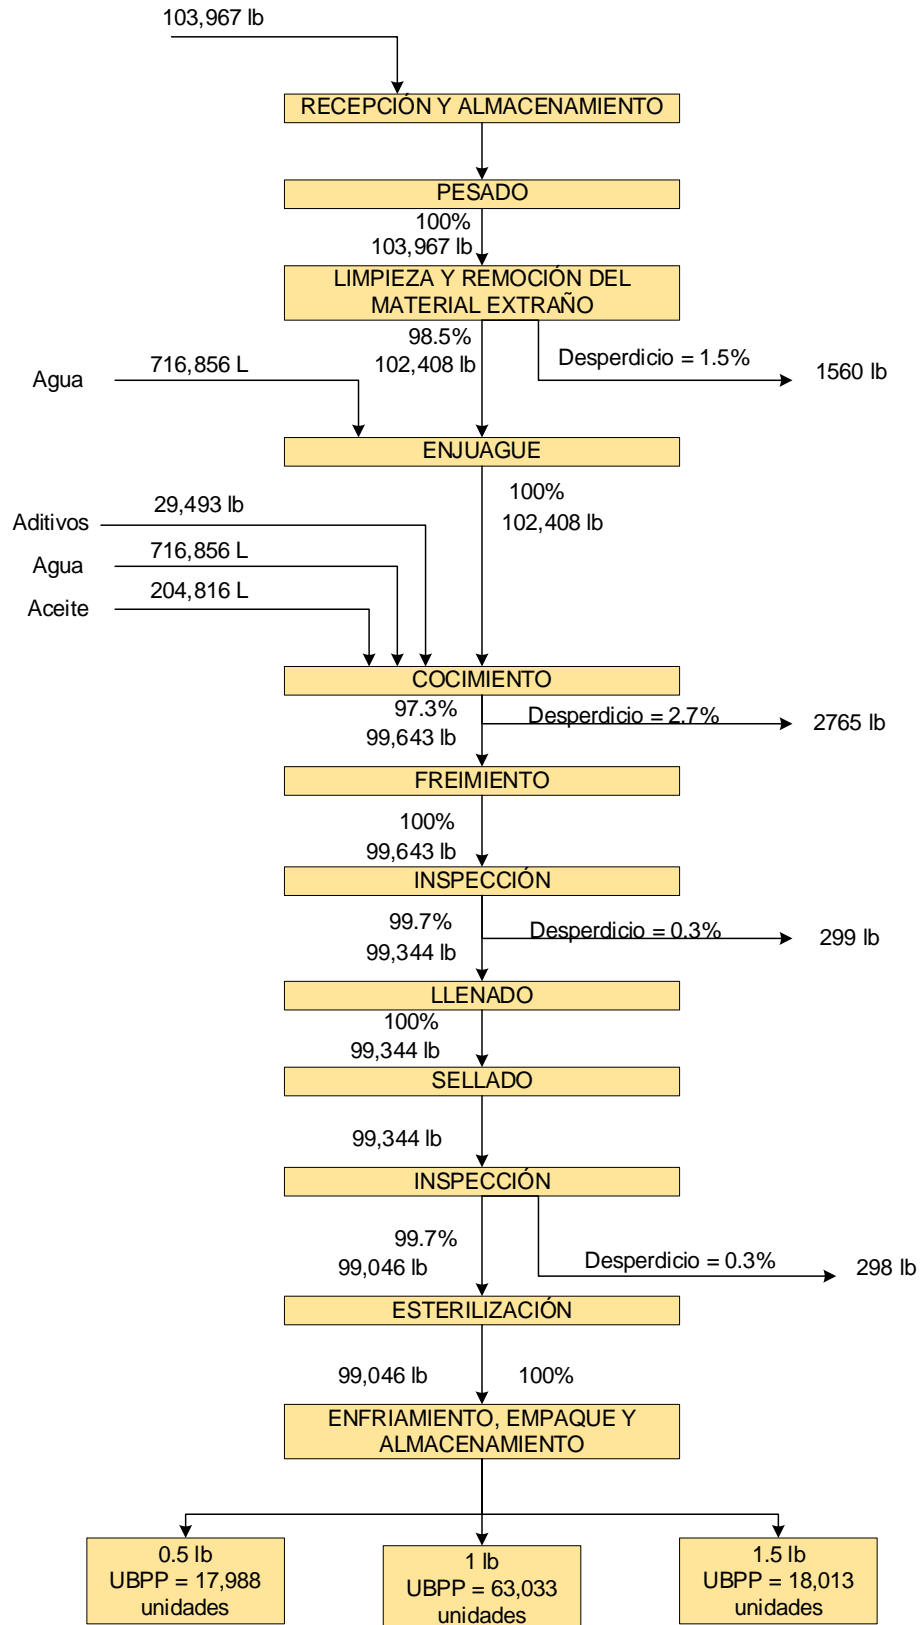 103,967 lb
RECEPCIÓN Y ALMACENAMIENTO
PESADO
100%
103,967 lb
LIMPIEZA Y REMOCIÓN DEL
MATERIAL EXTRAÑO
98.5%
102,408 lb
Desperdicio = 1.5%
1560 lb
Agua
716,856 L
ENJUAGUE
100%
102,408 lb
Aditivos
29,493 lb
Agua
716,856 L
Aceite
204,816 L
COCIMIENTO
97.3%
99,643 lb
Desperdicio = 2.7%
2765 lb
FREIMIENTO
100%
99,643 lb
INSPECCIÓN
99.7%
99,344 lb
Desperdicio = 0.3%
299 lb
LLENADO
100%
99,344 lb
SELLADO
99,344 lb
INSPECCIÓN
99.7%
99,046 lb
Desperdicio = 0.3%
298 lb
ESTERILIZACIÓN
99,046 lb
100%
ENFRIAMIENTO, EMPAQUE Y
ALMACENAMIENTO
0.5 lb
UBPP = 17,988
unidades
1 lb
UBPP = 63,033
unidades
1.5 lb
UBPP = 18,013
unidades